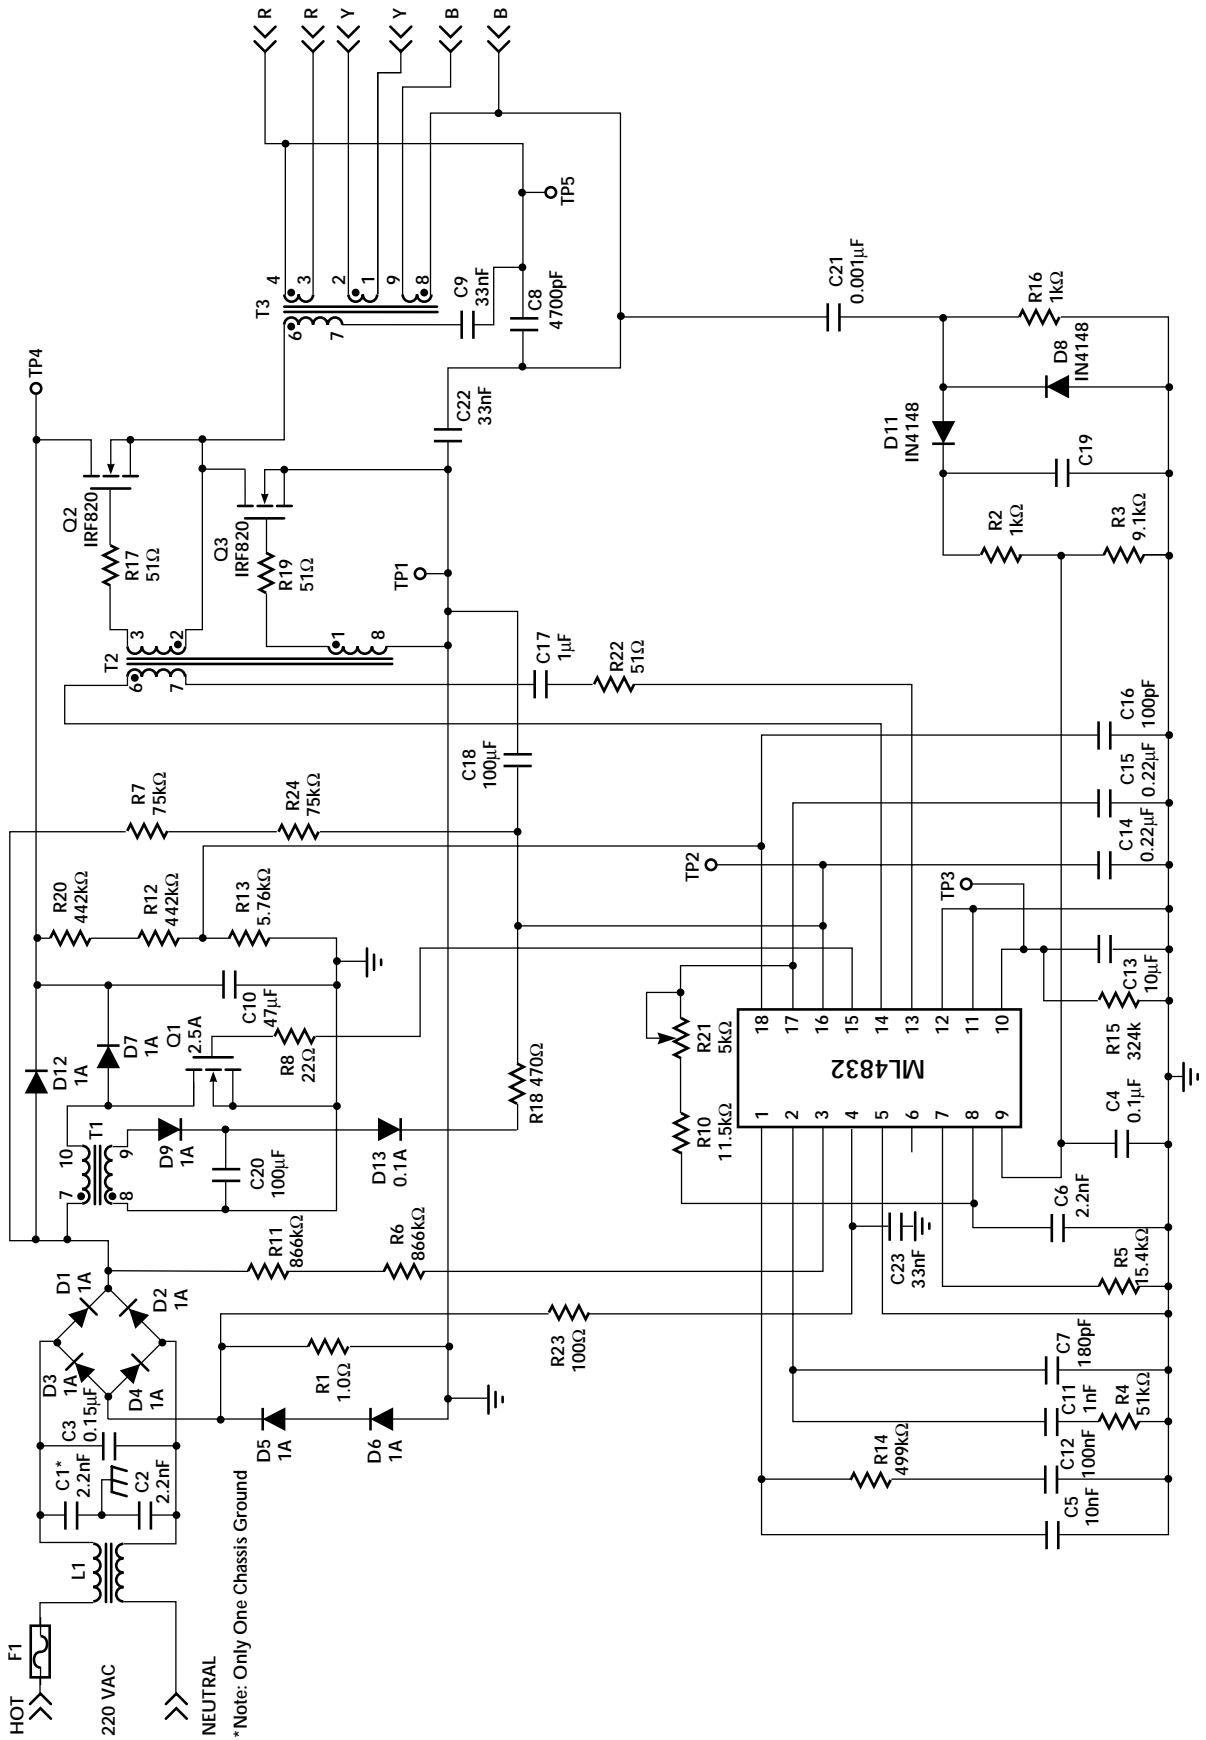 HOT
F1
220 VAC
NEUTRAL
*Note: Only One Chassis Ground
L1
C1*
2.2nF
C2
2.2nF
C3
0.15µF
D3
1A
D4
1A
D1
1A
D2
1A
D5
1A
D6
1A
R1
1.0Ω
R23
100Ω
R11
866kΩ
R6
866kΩ
T1
7
10
8
9
D9
1A
C20
100µF
D13
0.1A
D12
1A
D7
1A
Q1
2.5A
R8
22Ω
C10
47µF
R18 470Ω
R20
442kΩ
R12
442kΩ
R13
5.76kΩ
R7
75kΩ
R24
75kΩ
C18
100µF
T2
6
7
3
2
1
8
C17
1µF
R22
51Ω
R17
51Ω
Q2
IRF820
R19
51Ω
Q3
IRF820
TP1
TP4
C22
33nF
T3
6
7
4
3
2
1
9
8
C9
33nF
C8
4700pF
TP5
R
R
Y
Y
B
B
ML4832
1
2
3
4
5
6
7
8
9
18
17
16
15
14
13
12
11
10
R10
11.5kΩ
R21
5kΩ
TP2
TP3
C23
33nF
C5
10nF
C12
100nF
R14
499kΩ
C11
1nF
R4
51kΩ
C7
180pF
R5
15.4kΩ
C6
2.2nF
C4
0.1µF
R15
324k
C13
10µF
C14
0.22µF
C15
0.22µF
C16
100pF
R2
1kΩ
R3
9.1kΩ
C19
D11
IN4148
D8
IN4148
R16
1kΩ
C21
0.001µF